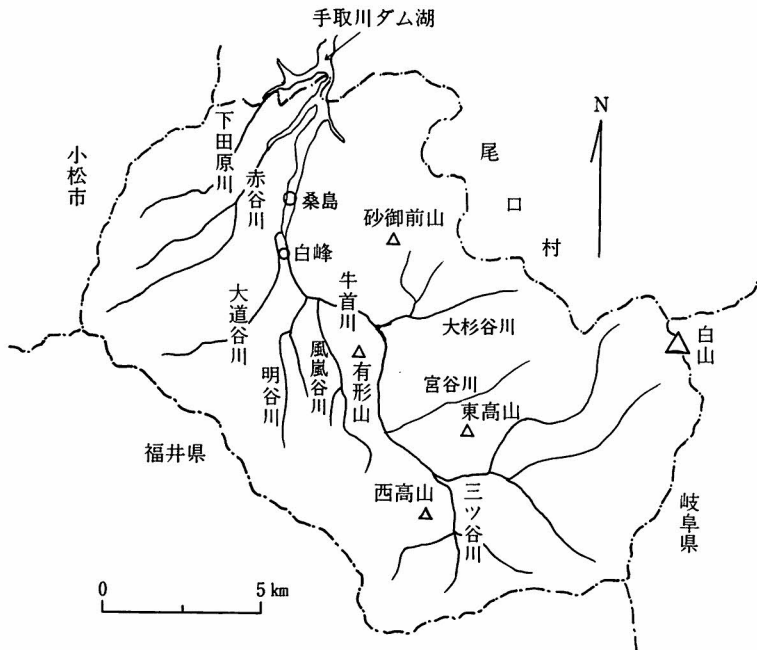 手取川ダム湖
N
下田原川
小松市
赤谷川
尾口村
桑島
砂御前山
白峰
牛首川
大道谷川
大杉谷川
白山
風嵐谷川
有形山
明谷川
宮谷川
東高山
福井県
西高山
三ツ谷川
岐阜県
0 5km